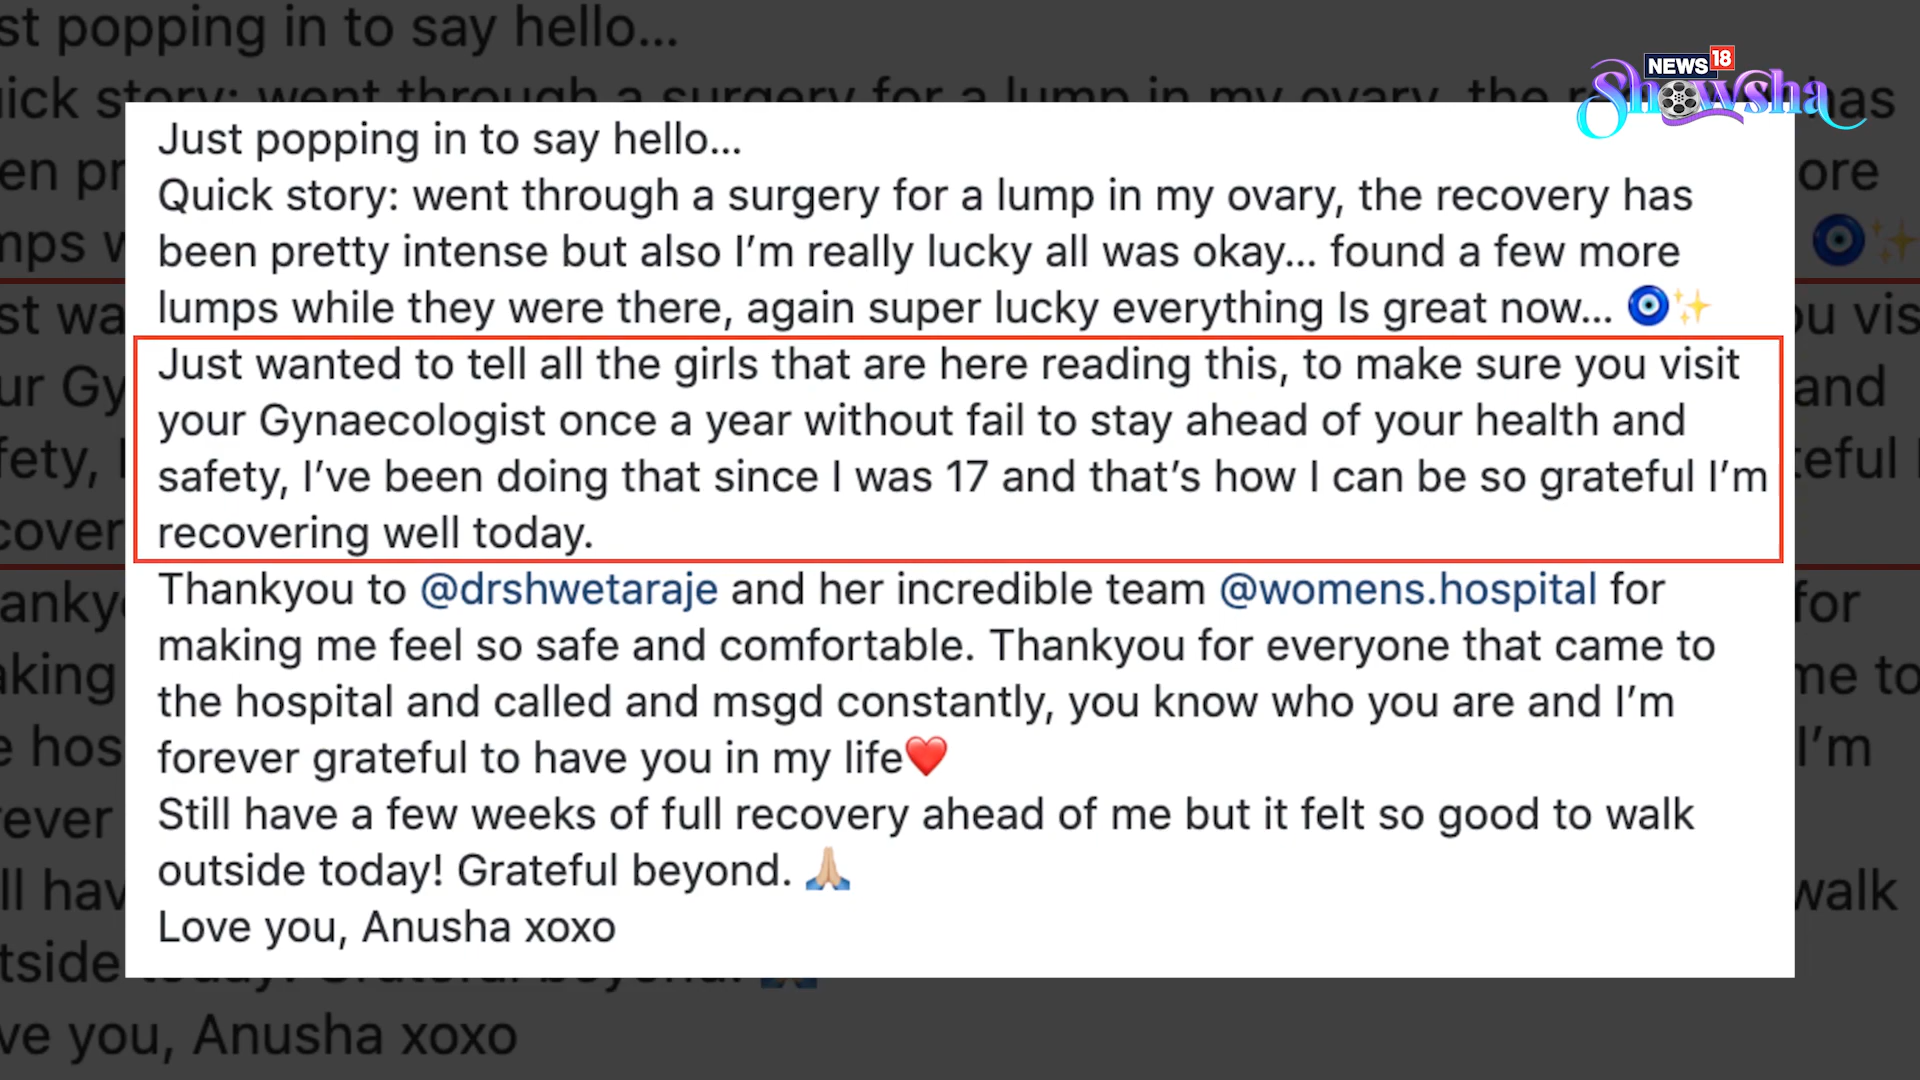 NEWS 18
Showsha
Just popping in to say hello...
Quick story: went through a surgery for a lump in my ovary, the recovery has
been pretty intense but also I’m really lucky all was okay... found a few more
lumps while they were there, again super lucky everything Is great now... 🧿✨
Just wanted to tell all the girls that are here reading this, to make sure you visit
your Gynaecologist once a year without fail to stay ahead of your health and
safety, I’ve been doing that since I was 17 and that’s how I can be so grateful I’m
recovering well today.
Thankyou to @drshwetaraje and her incredible team @womens.hospital for
making me feel so safe and comfortable. Thankyou for everyone that came to
the hospital and called and msgd constantly, you know who you are and I’m
forever grateful to have you in my life❤️
Still have a few weeks of full recovery ahead of me but it felt so good to walk
outside today! Grateful beyond. 🙏🏼
Love you, Anusha xoxo